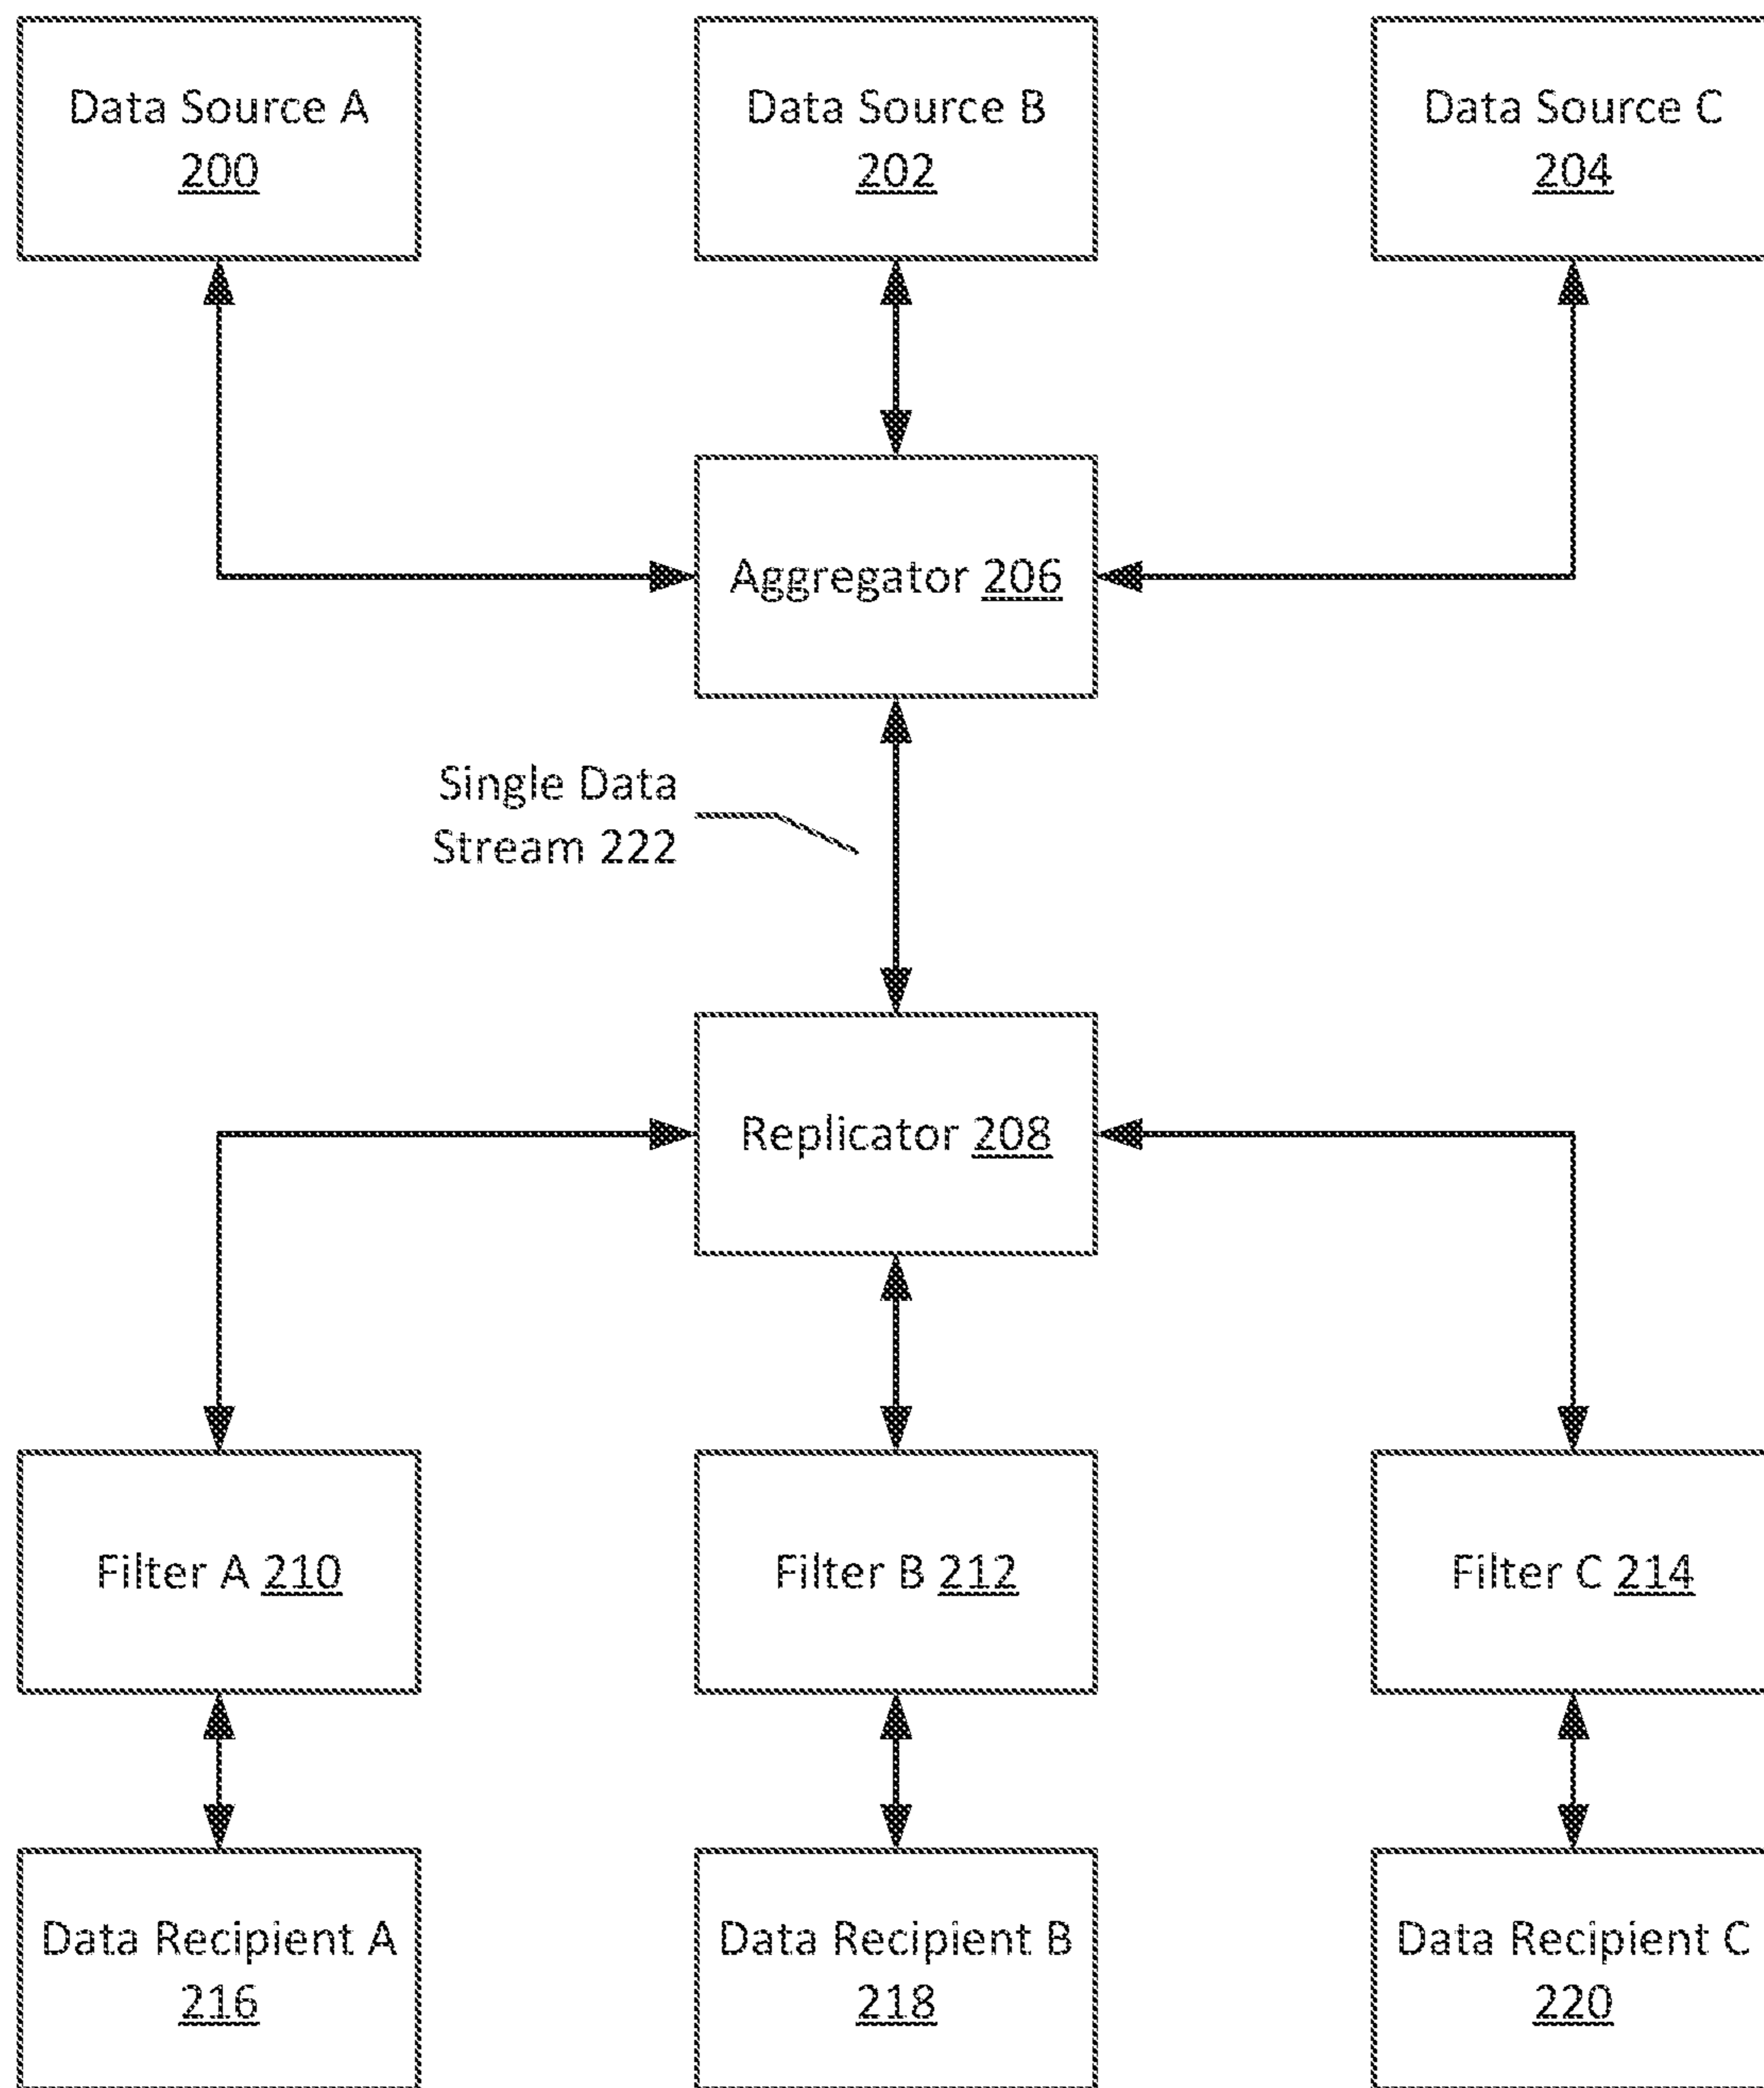 Data Source A
200
Data Source B
202
Data Source C
204
Aggregator 206
Single Data
Stream 222
Replicator 208
Filter A 210
Filter B 212
Filter C 214
Data Recipient A
216
Data Recipient B
218
Data Recipient C
220